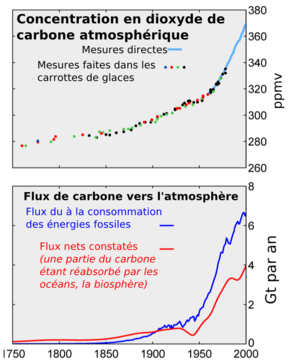 Concentration en dioxyde de
carbone atmosphérique
Mesures directes
Mesures faites dans les
carrottes de glaces
380
360
340
320
300
280
260
ppmv
Flux de carbone vers l'atmosphère
Flux du à la consommation
des énergies fossiles
Flux nets constatés
(une partie du carbone
étant réabsorbé par les
océans, la biosphère)
8
6
4
2
0
Gt par an
1750 1800 1850 1900 1950 2000